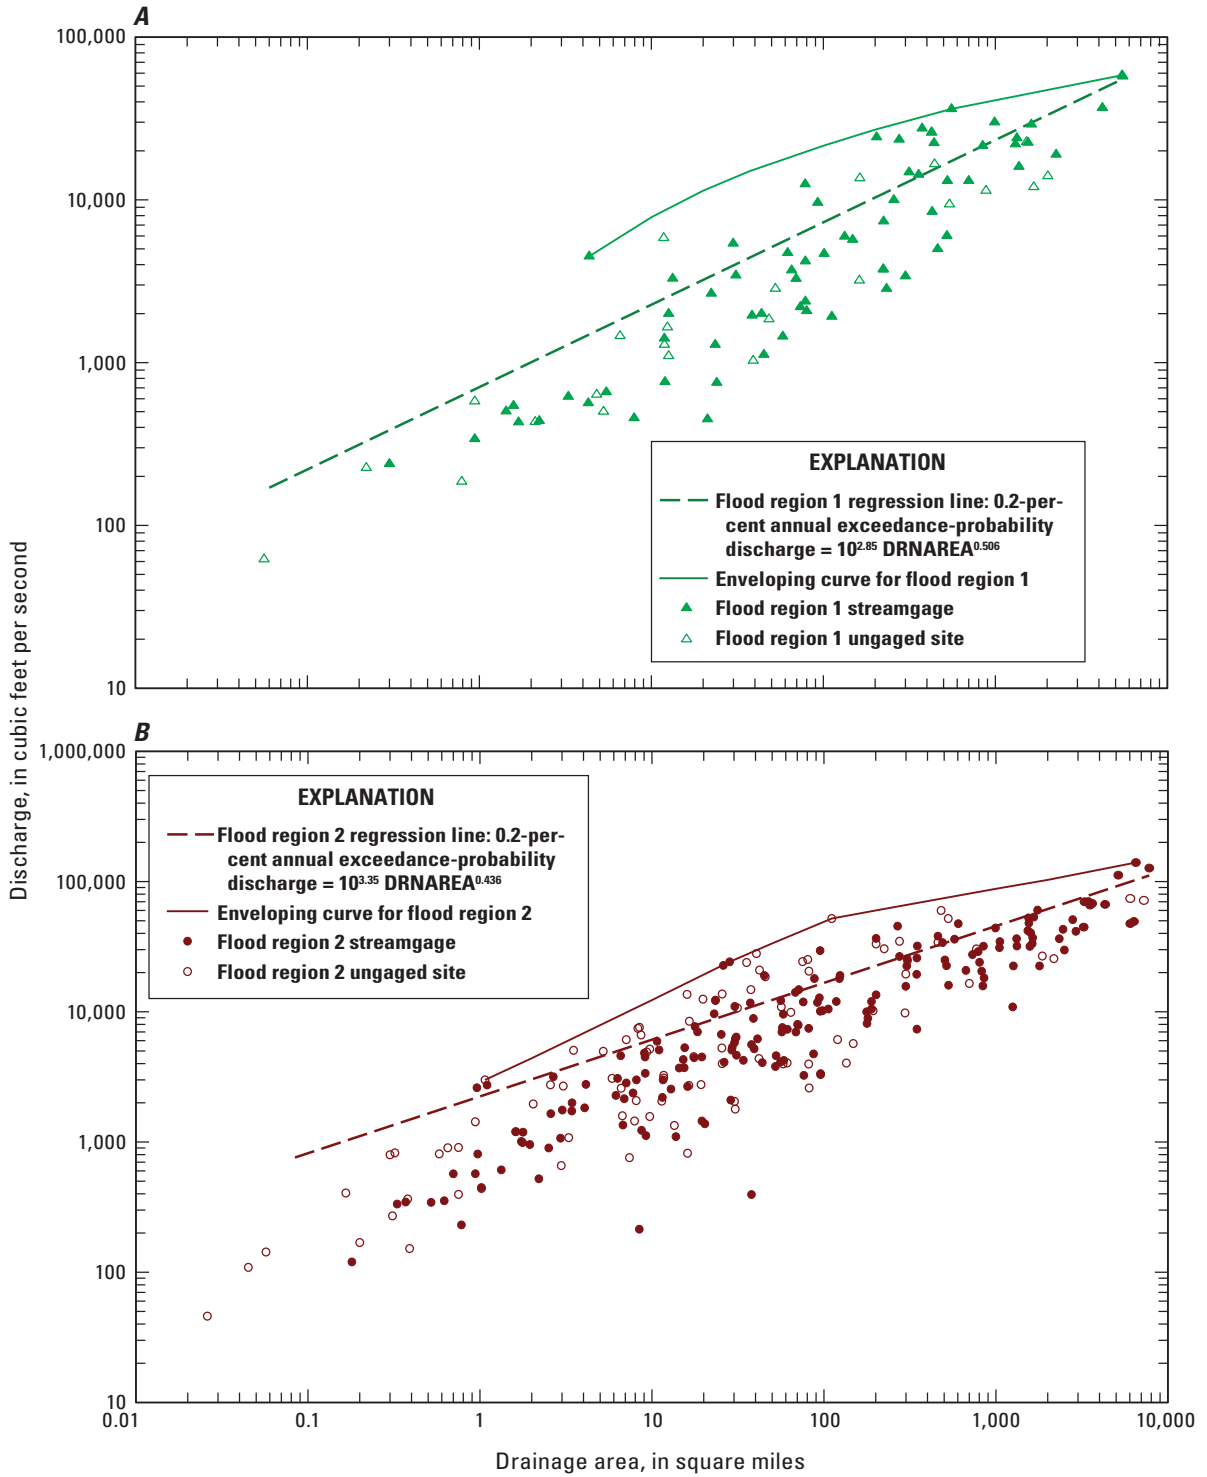 A
100,000
10,000
1,000
100
10
EXPLANATION
Flood region 1 regression line: 0.2-per-
cent annual exceedance-probability
discharge = 10^2.85 DRNAREA^0.506
Enveloping curve for flood region 1
Flood region 1 streamgage
Flood region 1 ungaged site
Discharge, in cubic feet per second
B
1,000,000
100,000
10,000
1,000
100
10
EXPLANATION
Flood region 2 regression line: 0.2-per-
cent annual exceedance-probability
discharge = 10^3.35 DRNAREA^0.436
Enveloping curve for flood region 2
Flood region 2 streamgage
Flood region 2 ungaged site
0.01 0.1 1 10 100 1,000 10,000
Drainage area, in square miles